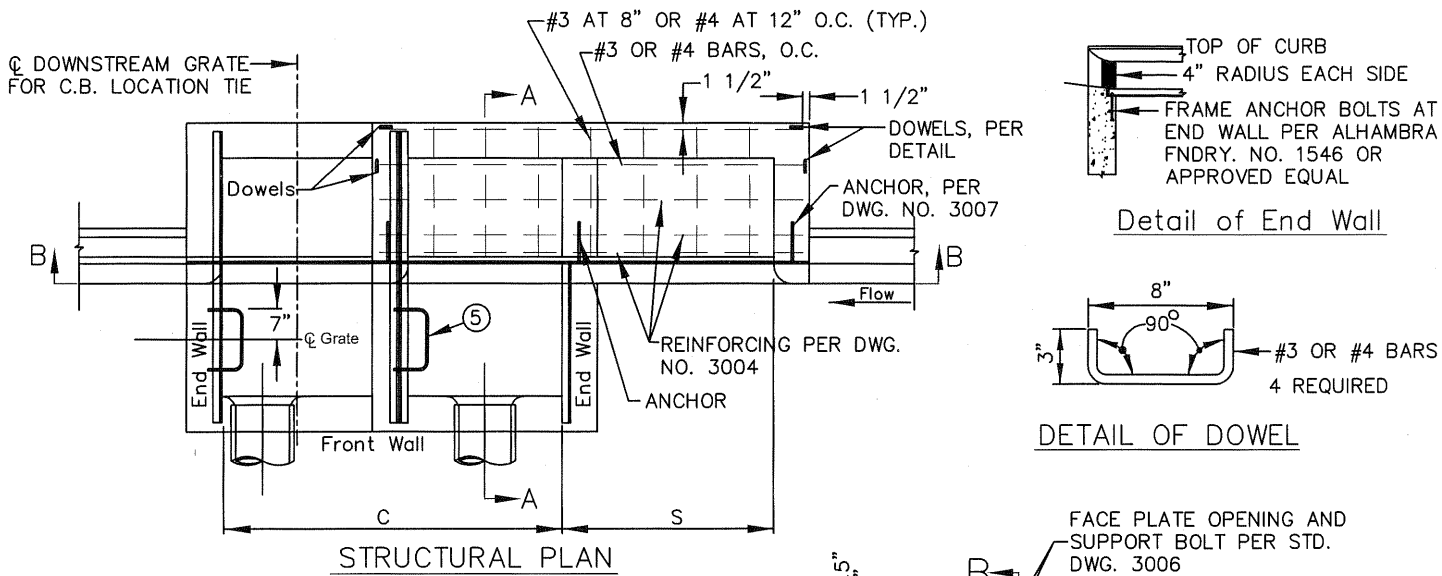 ℄ DOWNSTREAM GRATE
FOR C.B. LOCATION TIE
#3 AT 8" OR #4 AT 12" O.C. (TYP.)
#3 OR #4 BARS, O.C.
A
1 1/2"
1 1/2"
DOWELS, PER
DETAIL
Dowels
ANCHOR, PER
DWG. NO. 3007
B
B
Flow
End Wall
7"
℄ Grate
5
End Wall
REINFORCING PER DWG.
NO. 3004
ANCHOR
Front Wall
A
C
S
STRUCTURAL PLAN
TOP OF CURB
4" RADIUS EACH SIDE
FRAME ANCHOR BOLTS AT
END WALL PER ALHAMBRA
FNDRY. NO. 1546 OR
APPROVED EQUAL
Detail of End Wall
8"
90°
3"
#3 OR #4 BARS
4 REQUIRED
DETAIL OF DOWEL
FACE PLATE OPENING AND
SUPPORT BOLT PER STD.
DWG. 3006